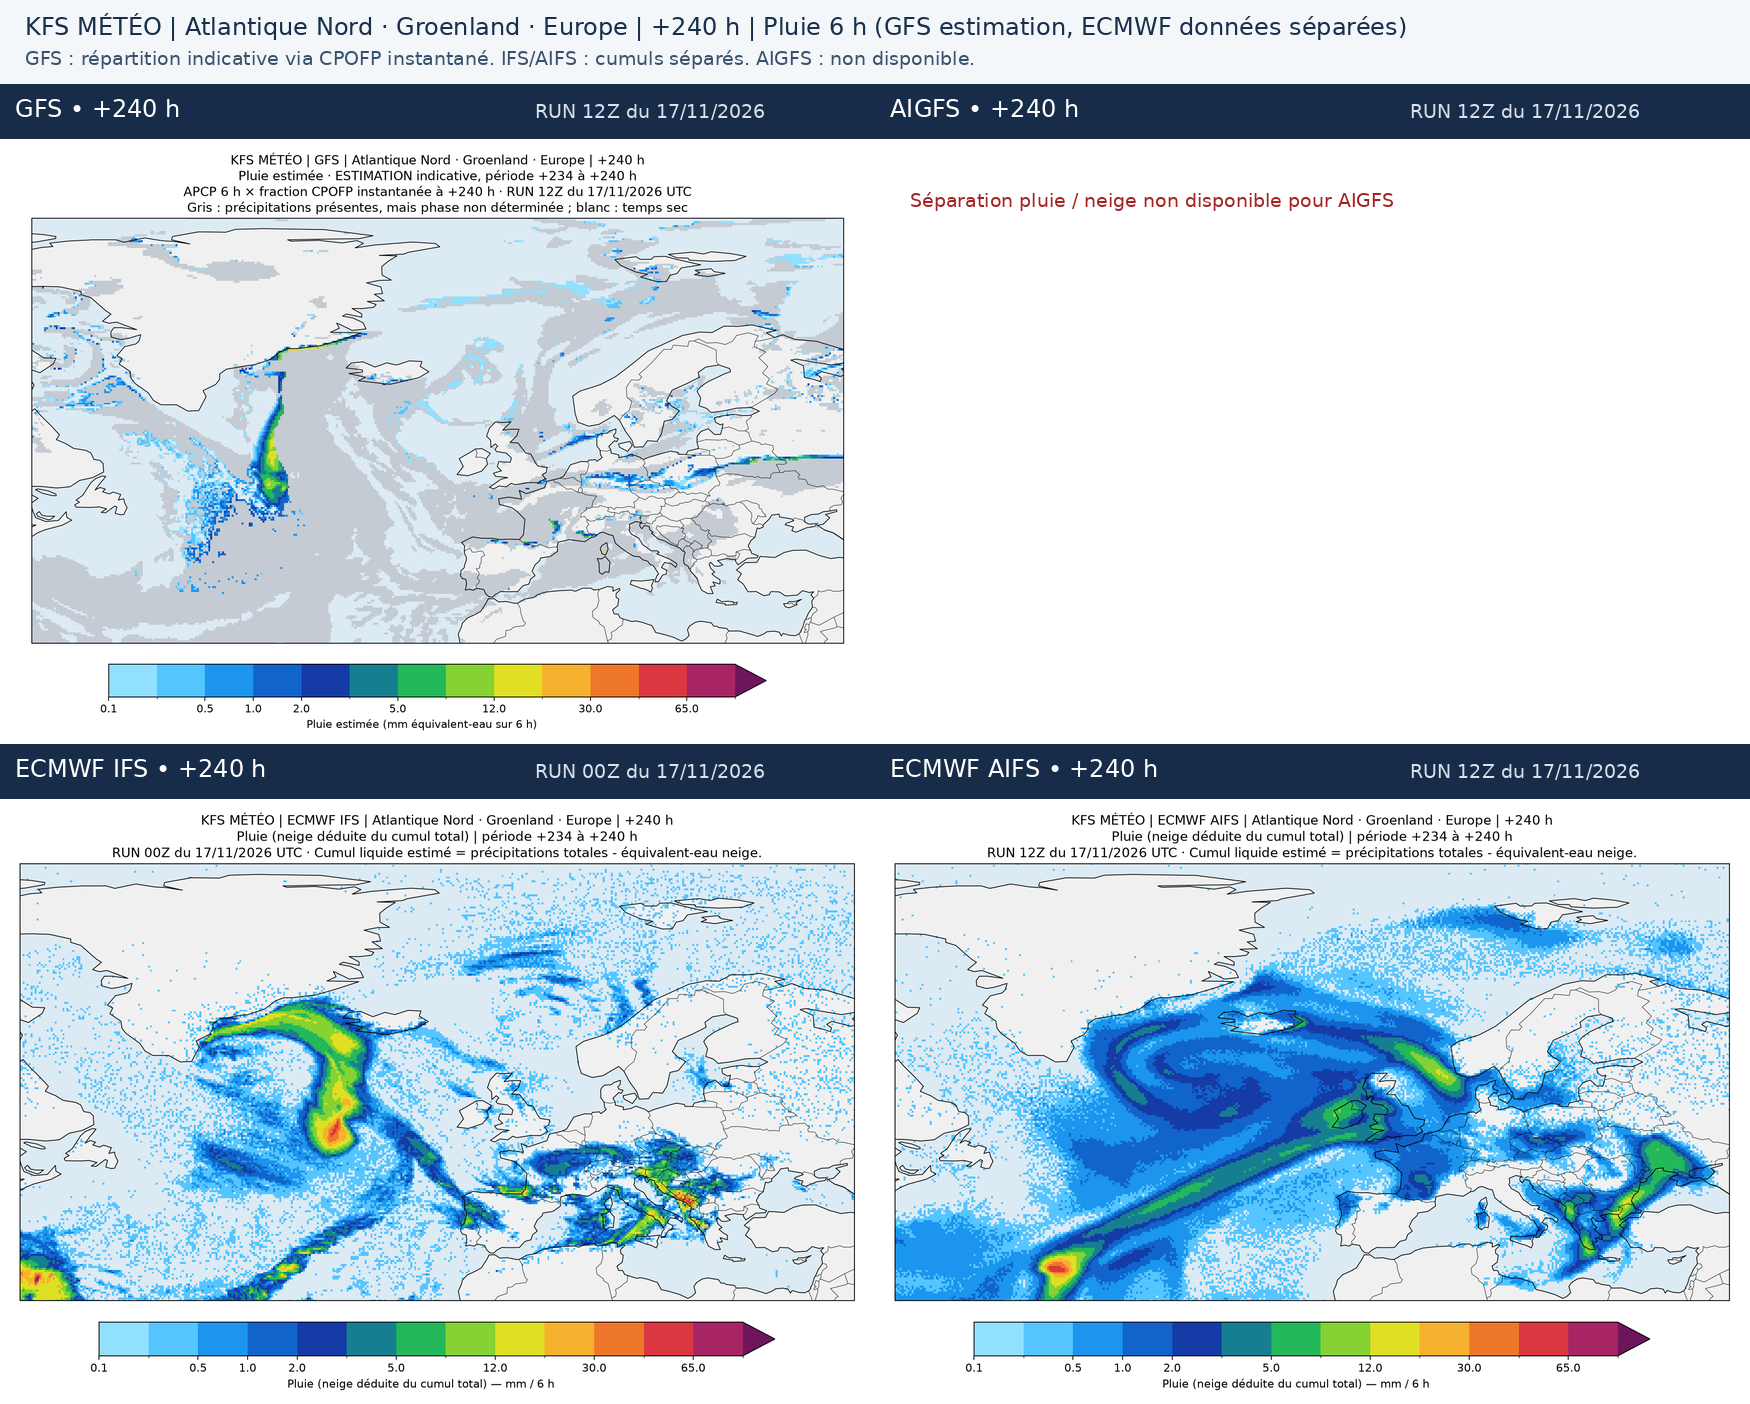 KFS MÉTÉO | Atlantique Nord · Groenland · Europe | +240 h | Pluie 6 h (GFS estimation, ECMWF données séparées)
GFS : répartition indicative via CPOFP instantané. IFS/AIFS : cumuls séparés. AIGFS : non disponible.
GFS • +240 h
RUN 12Z du 17/11/2026
AIGFS • +240 h
RUN 12Z du 17/11/2026
KFS MÉTÉO | GFS | Atlantique Nord · Groenland · Europe | +240 h
Pluie estimée · ESTIMATION indicative, période +234 à +240 h
APCP 6 h × fraction CPOFP instantanée à +240 h · RUN 12Z du 17/11/2026 UTC
Gris : précipitations présentes, mais phase non déterminée ; blanc : temps sec
Séparation pluie / neige non disponible pour AIGFS
0.1 0.5 1.0 2.0 5.0 12.0 30.0 65.0
Pluie estimée (mm équivalent-eau sur 6 h)
ECMWF IFS • +240 h
RUN 00Z du 17/11/2026
ECMWF AIFS • +240 h
RUN 12Z du 17/11/2026
KFS MÉTÉO | ECMWF IFS | Atlantique Nord · Groenland · Europe | +240 h
Pluie (neige déduite du cumul total) | période +234 à +240 h
RUN 00Z du 17/11/2026 UTC · Cumul liquide estimé = précipitations totales - équivalent-eau neige.
KFS MÉTÉO | ECMWF AIFS | Atlantique Nord · Groenland · Europe | +240 h
Pluie (neige déduite du cumul total) | période +234 à +240 h
RUN 12Z du 17/11/2026 UTC · Cumul liquide estimé = précipitations totales - équivalent-eau neige.
0.1 0.5 1.0 2.0 5.0 12.0 30.0 65.0
Pluie (neige déduite du cumul total) — mm / 6 h
0.1 0.5 1.0 2.0 5.0 12.0 30.0 65.0
Pluie (neige déduite du cumul total) — mm / 6 h